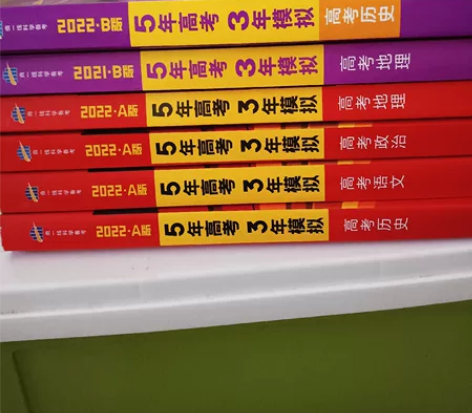 2022·B版 5年高考 3年模拟 高考历史
2021·B版 5年高考 3年模拟 高考地理
2022·A版 5年高考 3年模拟 高考地理
2022·A版 5年高考 3年模拟 高考政治
2022·A版 5年高考 3年模拟 高考语文
2022·A版 5年高考 3年模拟 高考历史